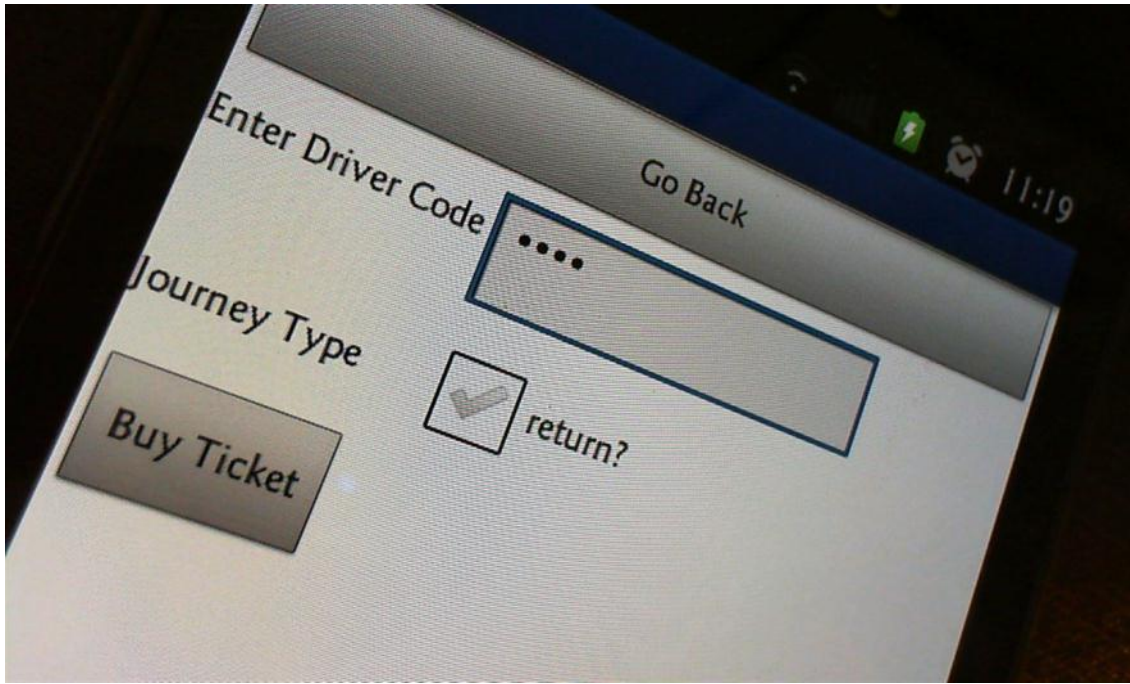 11:19
Go Back
Enter Driver Code ••••
Journey Type
return?
Buy Ticket